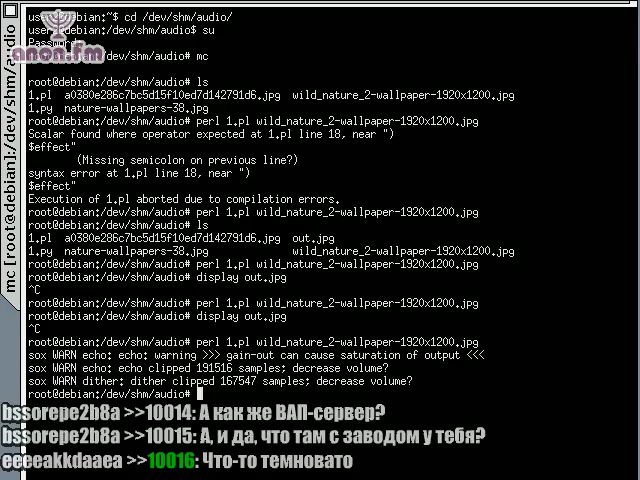 user@debian:~$ cd /dev/shm/audio/
user@debian:/dev/shm/audio$ su
Password:
anon.fm
root@debian:/dev/shm/audio# mc
root@debian:/dev/shm/audio# ls
1.pl a0380e286c7bc5d15f10ed7d142791d6.jpg wild_nature_2-wallpaper-1920x1200.jpg
1.py nature-wallpapers-38.jpg
root@debian:/dev/shm/audio# perl 1.pl wild_nature_2-wallpaper-1920x1200.jpg
Scalar found where operator expected at 1.pl line 18, near ")
$effect"
(Missing semicolon on previous line?)
syntax error at 1.pl line 18, near ")
$effect"
Execution of 1.pl aborted due to compilation errors.
root@debian:/dev/shm/audio# perl 1.pl wild_nature_2-wallpaper-1920x1200.jpg
root@debian:/dev/shm/audio# ls
1.pl a0380e286c7bc5d15f10ed7d142791d6.jpg out.jpg
1.py nature-wallpapers-38.jpg wild_nature_2-wallpaper-1920x1200.jpg
root@debian:/dev/shm/audio# perl 1.pl wild_nature_2-wallpaper-1920x1200.jpg
root@debian:/dev/shm/audio# display out.jpg
^C
root@debian:/dev/shm/audio# perl 1.pl wild_nature_2-wallpaper-1920x1200.jpg
root@debian:/dev/shm/audio# display out.jpg
^C
root@debian:/dev/shm/audio# perl 1.pl wild_nature_2-wallpaper-1920x1200.jpg
sox WARN echo: echo: warning >>> gain-out can cause saturation of output <<<
sox WARN echo: echo clipped 191516 samples; decrease volume?
sox WARN dither: dither clipped 167547 samples; decrease volume?
root@debian:/dev/shm/audio#
mc [root@debian]:/dev/shm/audio
bssorepe2b8a >>10014: А как же ВАП-сервер?
bssorepe2b8a >>10015: А, и да, что там с заводом у тебя?
eeeeakkdaaea >>10016: Что-то темновато